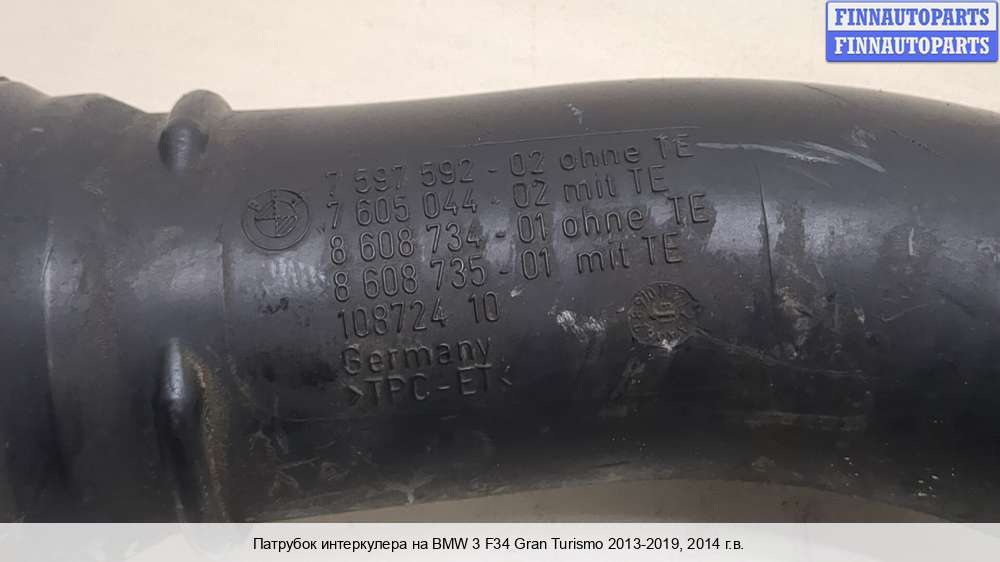 FINNAUTOPARTS
FINNAUTOPARTS
7 597 592 - 02 ohne TE
7 605 044 - 02 mit TE
8 608 734 - 01 ohne TE
8 608 735 - 01 mit TE
108724 10
Germany
>TPC-ET<
Патрубок интеркулера на BMW 3 F34 Gran Turismo 2013-2019, 2014 г.в.